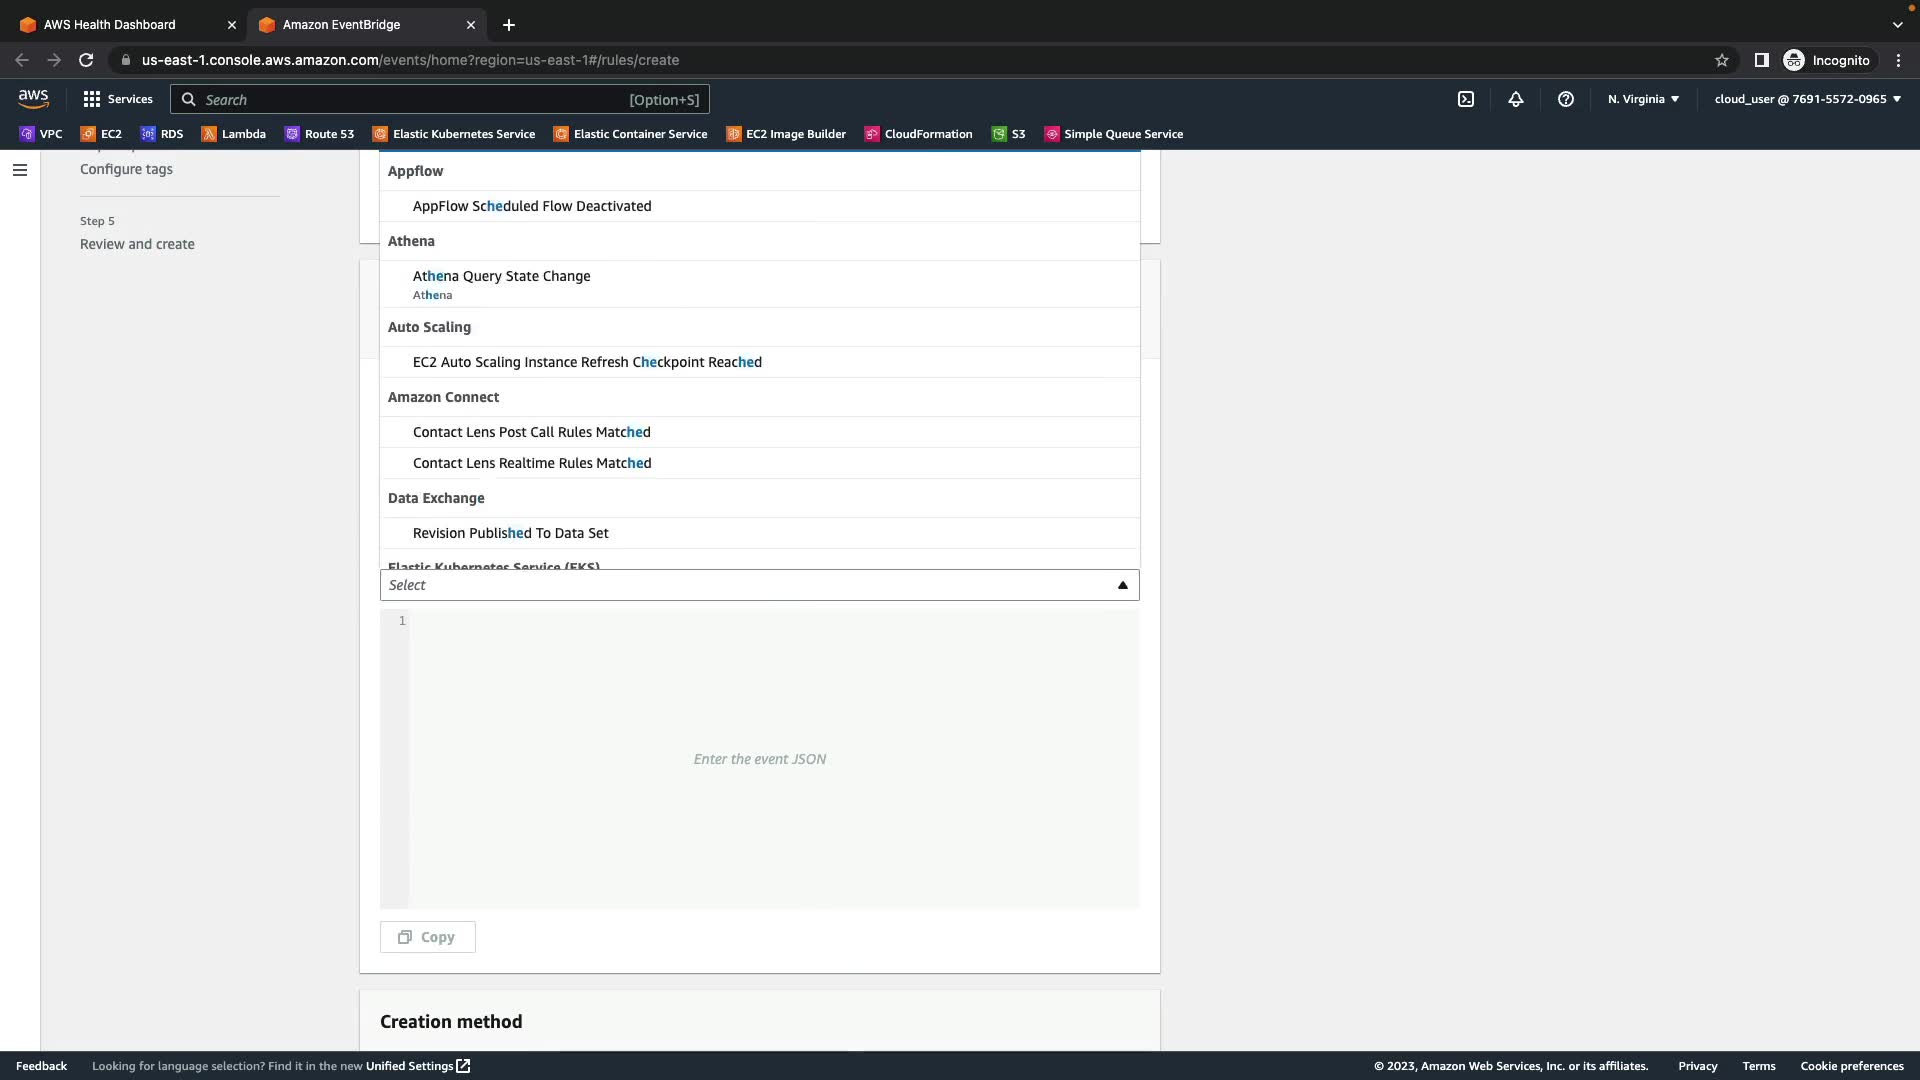 AWS Health Dashboard
Amazon EventBridge
us-east-1.console.aws.amazon.com/events/home?region=us-east-1#/rules/create
Incognito
aws
Services
Search
[Option+S]
N. Virginia
cloud_user @ 7691-5572-0965
VPC
EC2
RDS
Lambda
Route 53
Elastic Kubernetes Service
Elastic Container Service
EC2 Image Builder
CloudFormation
S3
Simple Queue Service
Configure tags
Step 5
Review and create
Appflow
AppFlow Scheduled Flow Deactivated
Athena
Athena Query State Change
Athena
Auto Scaling
EC2 Auto Scaling Instance Refresh Checkpoint Reached
Amazon Connect
Contact Lens Post Call Rules Matched
Contact Lens Realtime Rules Matched
Data Exchange
Revision Published To Data Set
Elastic Kubernetes Service (EKS)
Select
1
Enter the event JSON
Copy
Creation method
Feedback
Looking for language selection? Find it in the new Unified Settings
© 2023, Amazon Web Services, Inc. or its affiliates.
Privacy
Terms
Cookie preferences